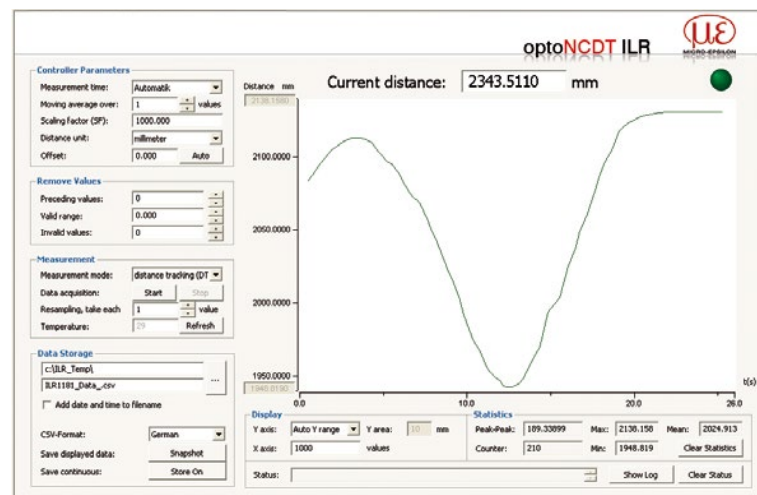 optoNCDT ILR
με
MICRO-EPSILON
Controller Parameters
Measurement time: Automatik
Moving average over: 1 values
Scaling factor (SF): 1000.000
Distance unit: millimeter
Offset: 0.000 Auto
Remove Values
Preceding values: 0
Valid range: 0.000
Invalid values: 0
Measurement
Measurement mode: distance tracking (DT
Data acquisition: Start Stop
Resampling, take each 1 value
Temperature: 29 Refresh
Data Storage
c:\ILR_Temp\
ILR1181_Data_.csv
...
Add date and time to filename
CSV-Format: German
Save displayed data: Snapshot
Save continuous: Store On
Distance mm
Current distance: 2343.5110 mm
2138.1580
2100.0000
2050.0000
2000.0000
1950.0000
1948.8190
0.0 10.0 20.0 26.0
t(s)
Display
Y axis: Auto Y range Y area: 10 mm
X axis: 1000 values
Statistics
Peak-Peak: 189.33899 Max: 2138.158 Mean: 2024.913
Counter: 210 Min: 1948.819 Clear Statistics
Status: Show Log Clear Status